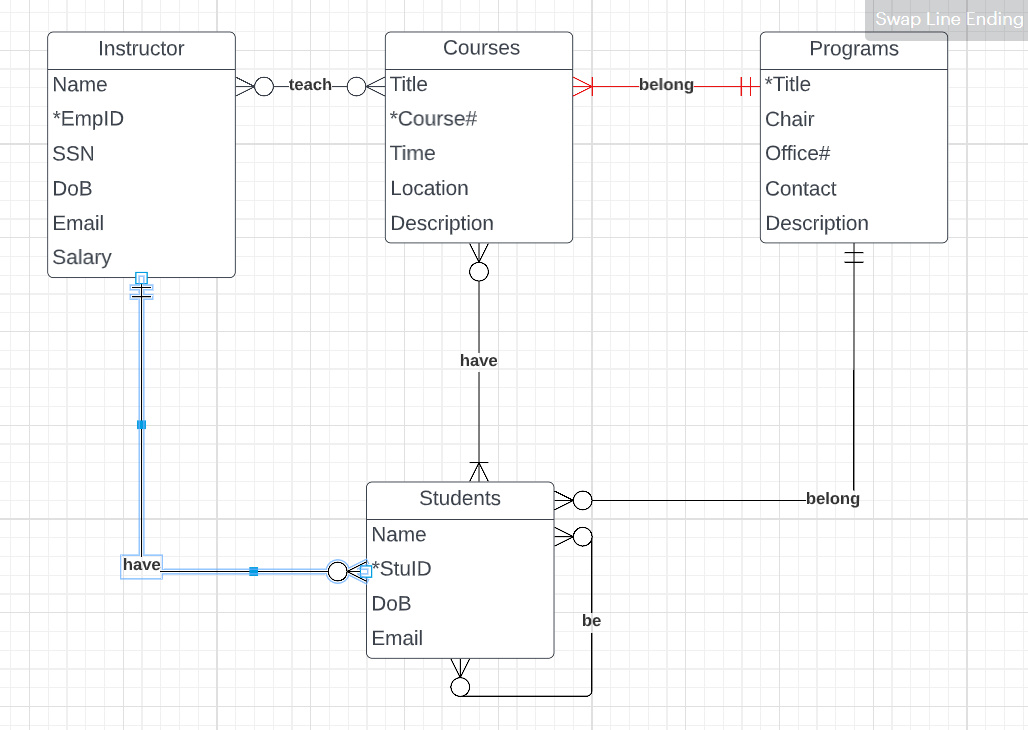 Swap Line Ending
Instructor
Name
*EmpID
SSN
DoB
Email
Salary
teach
Courses
Title
*Course#
Time
Location
Description
belong
Programs
*Title
Chair
Office#
Contact
Description
have
have
belong
Students
Name
*StuID
DoB
Email
be